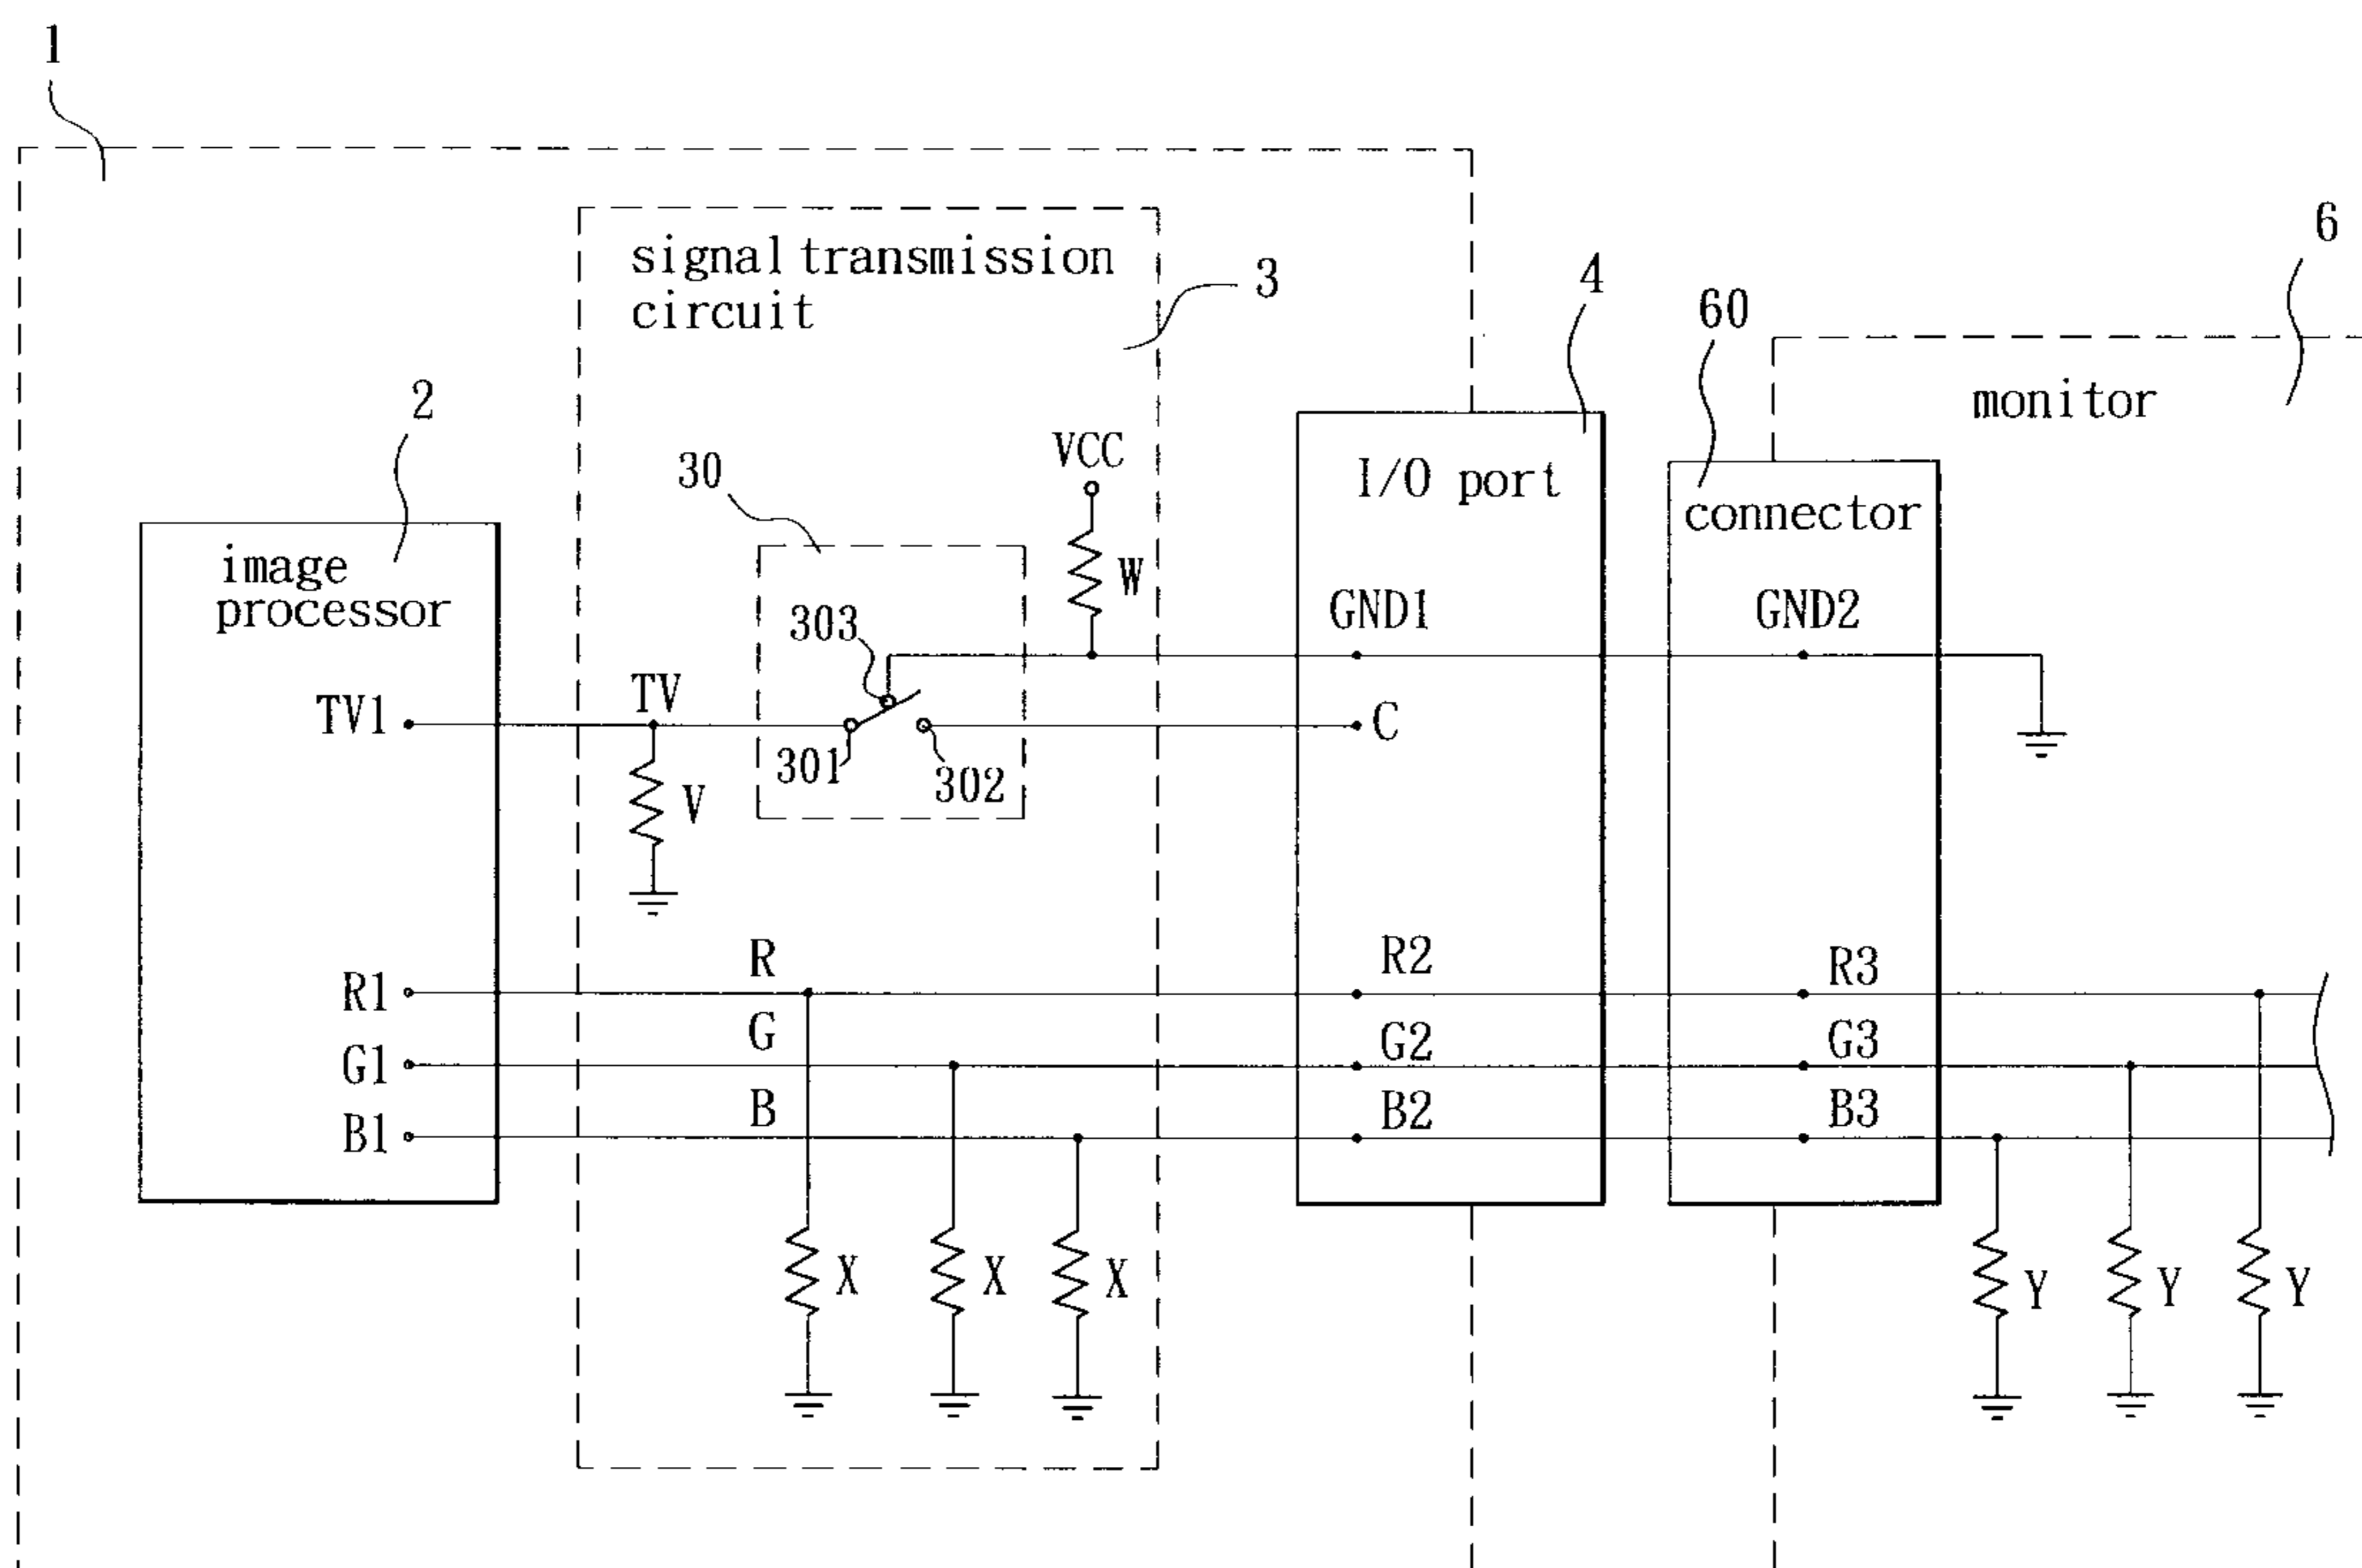 1
signal transmission
circuit
3
4
6
60
monitor
2
30
VCC
I/O port
connector
image
processor
W
303
GND1
GND2
TV1
TV
C
301
302
V
R
R1
R2
R3
G
G1
G2
G3
B
B1
B2
B3
X
X
X
Y
Y
Y